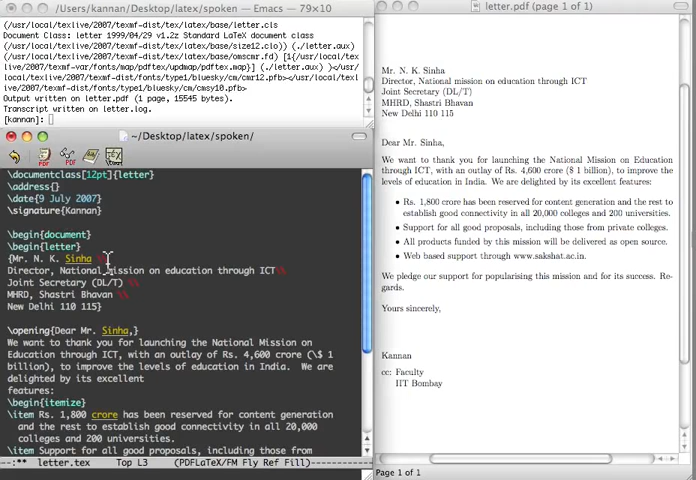 /Users/kannan/Desktop — Emacs — 79×10
(/usr/local/texlive/2007/texmf-dist/tex/latex/base/letter.cls
Document Class: letter 1999/04/29 v1.2z Standard LaTeX document class
(/usr/local/texlive/2007/texmf-dist/tex/latex/base/size12.clo)) (./letter.aux)
(/usr/local/texlive/2007/texmf-dist/tex/latex/base/omscmr.fd) [1{/usr/local/tex
live/2007/texmf-var/fonts/map/pdftex/updmap/pdftex.map}] (./letter.aux) )</usr/
local/texlive/2007/texmf-dist/fonts/type1/bluesky/cm/cmr12.pfb></usr/local/texl
ive/2007/texmf-dist/fonts/type1/bluesky/cm/cmsy10.pfb>
Output written on letter.pdf (1 page, 15545 bytes).
Transcript written on letter.log.
[kannan]:
~/Desktop/latex/spoken/
\documentclass[12pt]{letter}
\address{}
\date{9 July 2007}
\signature{Kannan}
\begin{document}
\begin{letter}
{Mr. N. K. Sinha \\
Director, National mission on education through ICT\\
Joint Secretary (DL/T) \\
MHRD, Shastri Bhavan \\
New Delhi 110 115}
\opening{Dear Mr. Sinha,}
We want to thank you for launching the National Mission on
Education through ICT, with an outlay of Rs. 4,600 crore (\$ 1
billion), to improve the levels of education in India.  We are
delighted by its excellent
features:
\begin{itemize}
\item Rs. 1,800 crore has been reserved for content generation
and the rest to establish good connectivity in all 20,000
colleges and 200 universities.
\item Support for all good proposals, including those from
--:** letter.tex Top L3 (PDFLaTeX/FM Fly Ref Fill)
letter.pdf (page 1 of 1)
Mr. N. K. Sinha
Director, National mission on education through ICT
Joint Secretary (DL/T)
MHRD, Shastri Bhavan
New Delhi 110 115
Dear Mr. Sinha,
We want to thank you for launching the National Mission on Education
through ICT, with an outlay of Rs. 4,600 crore ($ 1 billion), to improve the
levels of education in India. We are delighted by its excellent features:
• Rs. 1,800 crore has been reserved for content generation and the rest to
establish good connectivity in all 20,000 colleges and 200 universities.
• Support for all good proposals, including those from private colleges.
• All products funded by this mission will be delivered as open source.
• Web based support through www.sakshat.ac.in.
We pledge our support for popularising this mission and for its success. Re-
gards.
Yours sincerely,
Kannan
cc: Faculty
IIT Bombay
Page 1 of 1